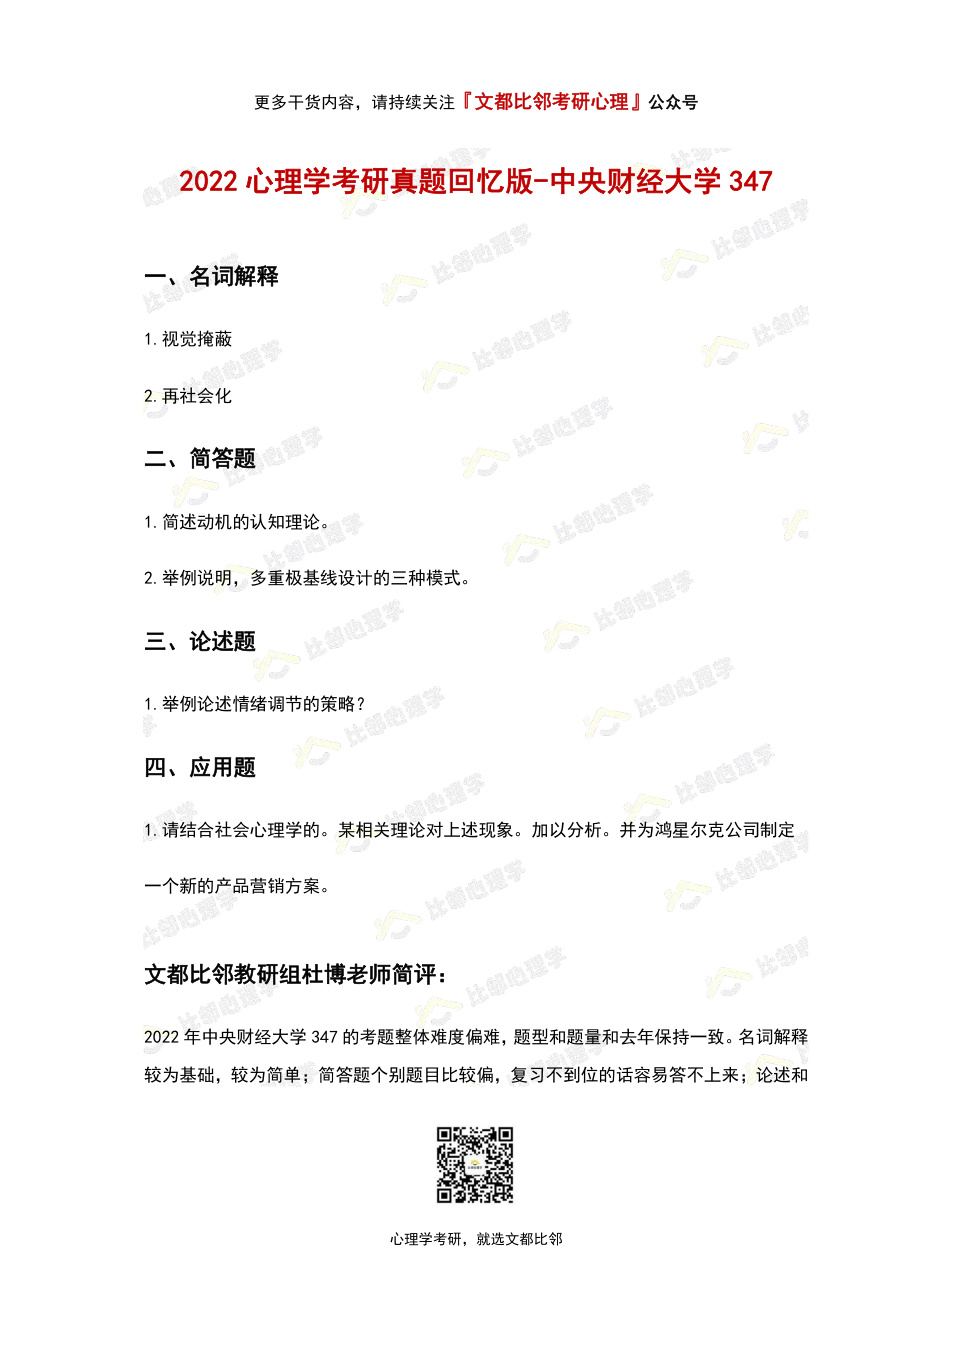 更多干货内容，请持续关注『文都比邻考研心理』公众号
2022 心理学考研真题回忆版-中央财经大学 347
一、名词解释
1.视觉掩蔽
2.再社会化
二、简答题
1.简述动机的认知理论。
2.举例说明，多重极基线设计的三种模式。
三、论述题
1.举例论述情绪调节的策略？
四、应用题
1.请结合社会心理学的。某相关理论对上述现象。加以分析。并为鸿星尔克公司制定
一个新的产品营销方案。
文都比邻教研组杜博老师简评：
2022 年中央财经大学 347 的考题整体难度偏难，题型和题量和去年保持一致。名词解释
较为基础，较为简单；简答题个别题目比较偏，复习不到位的话容易答不上来；论述和
心理学考研，就选文都比邻